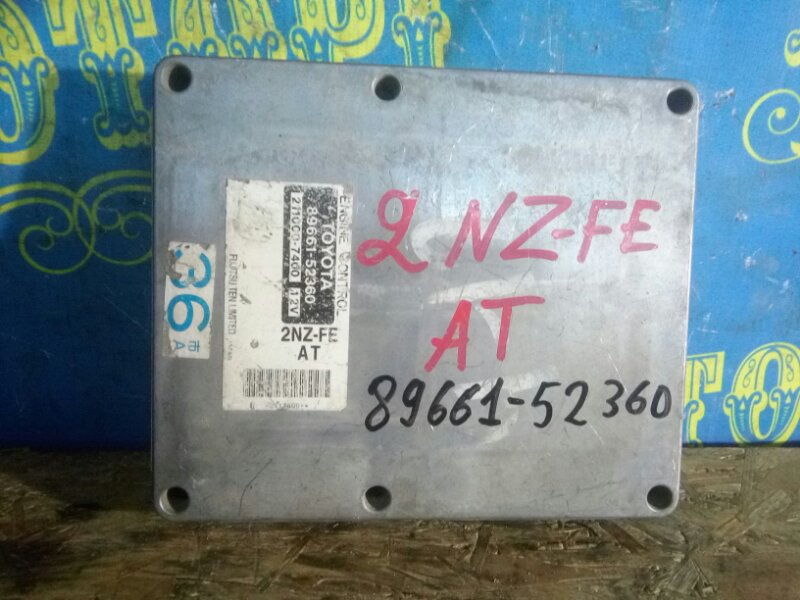 ENGINE CONTROL
TOYOTA
89661-52360
12V
2NZ-FE
AT
FUJITSU TEN LIMITED
36
市
A
2 NZ-FE
AT
89661-52360